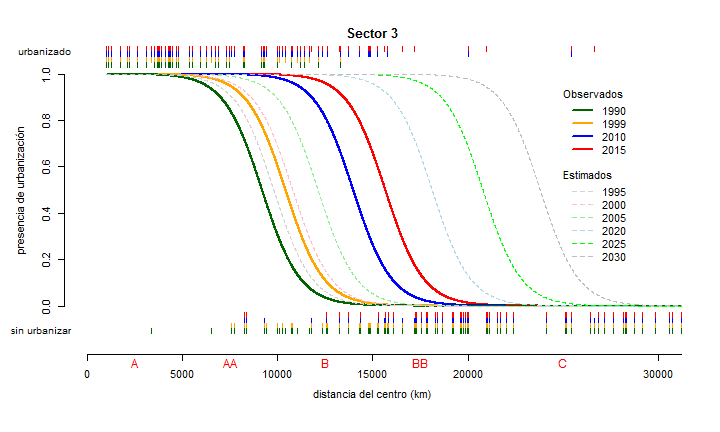 Sector 3
urbanizado
presencia de urbanización
1.0
0.8
0.6
0.4
0.2
0.0
Observados
1990
1999
2010
2015
Estimados
1995
2000
2005
2020
2025
2030
sin urbanizar
A AA B BB C
0 5000 10000 15000 20000 30000
distancia del centro (km)